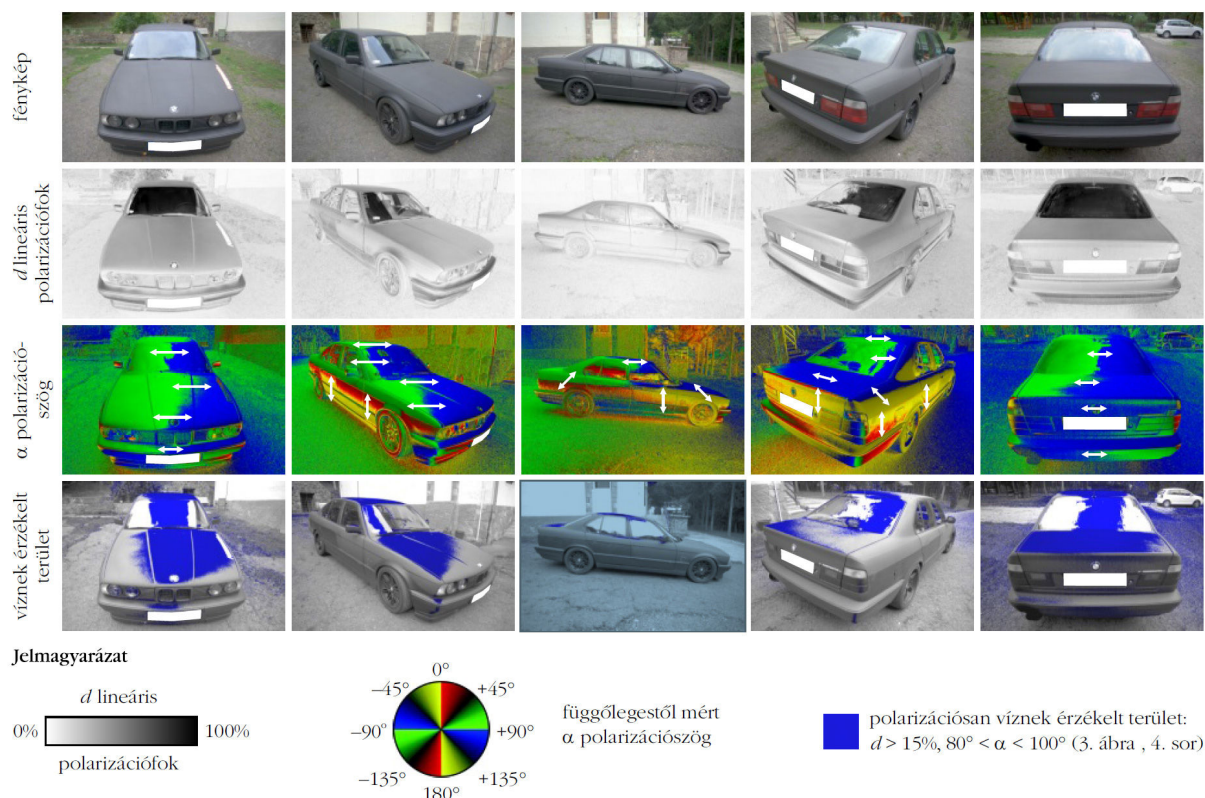 fénykép
d lineáris
polarizációfok
α polarizáció-
szög
víznek érzékelt
terület
Jelmagyarázat
d lineáris
0% 100%
polarizációfok
0°
−45° +45°
−90° +90°
−135° +135°
180°
függőlegestől mért
α polarizációszög
polarizációsan víznek érzékelt terület:
d > 15%, 80° < α < 100° (3. ábra , 4. sor)